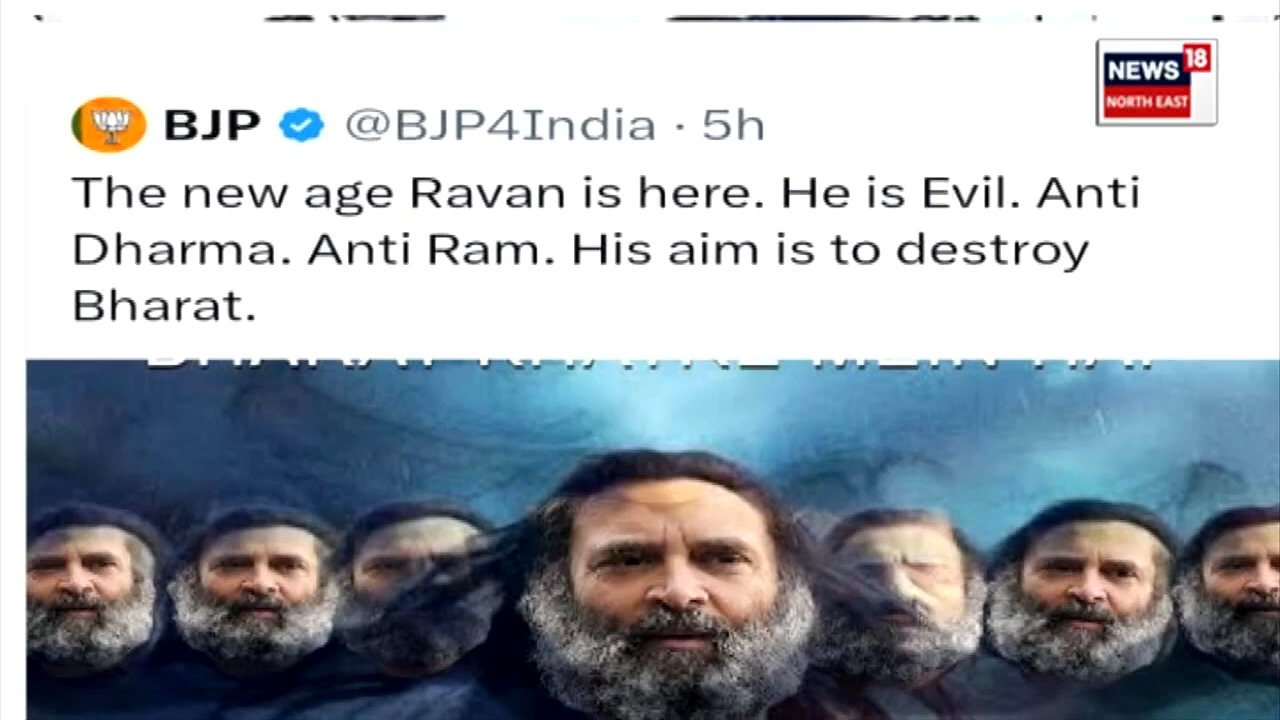 NEWS 18
NORTH EAST
BJP @BJP4India · 5h
The new age Ravan is here. He is Evil. Anti
Dharma. Anti Ram. His aim is to destroy
Bharat.